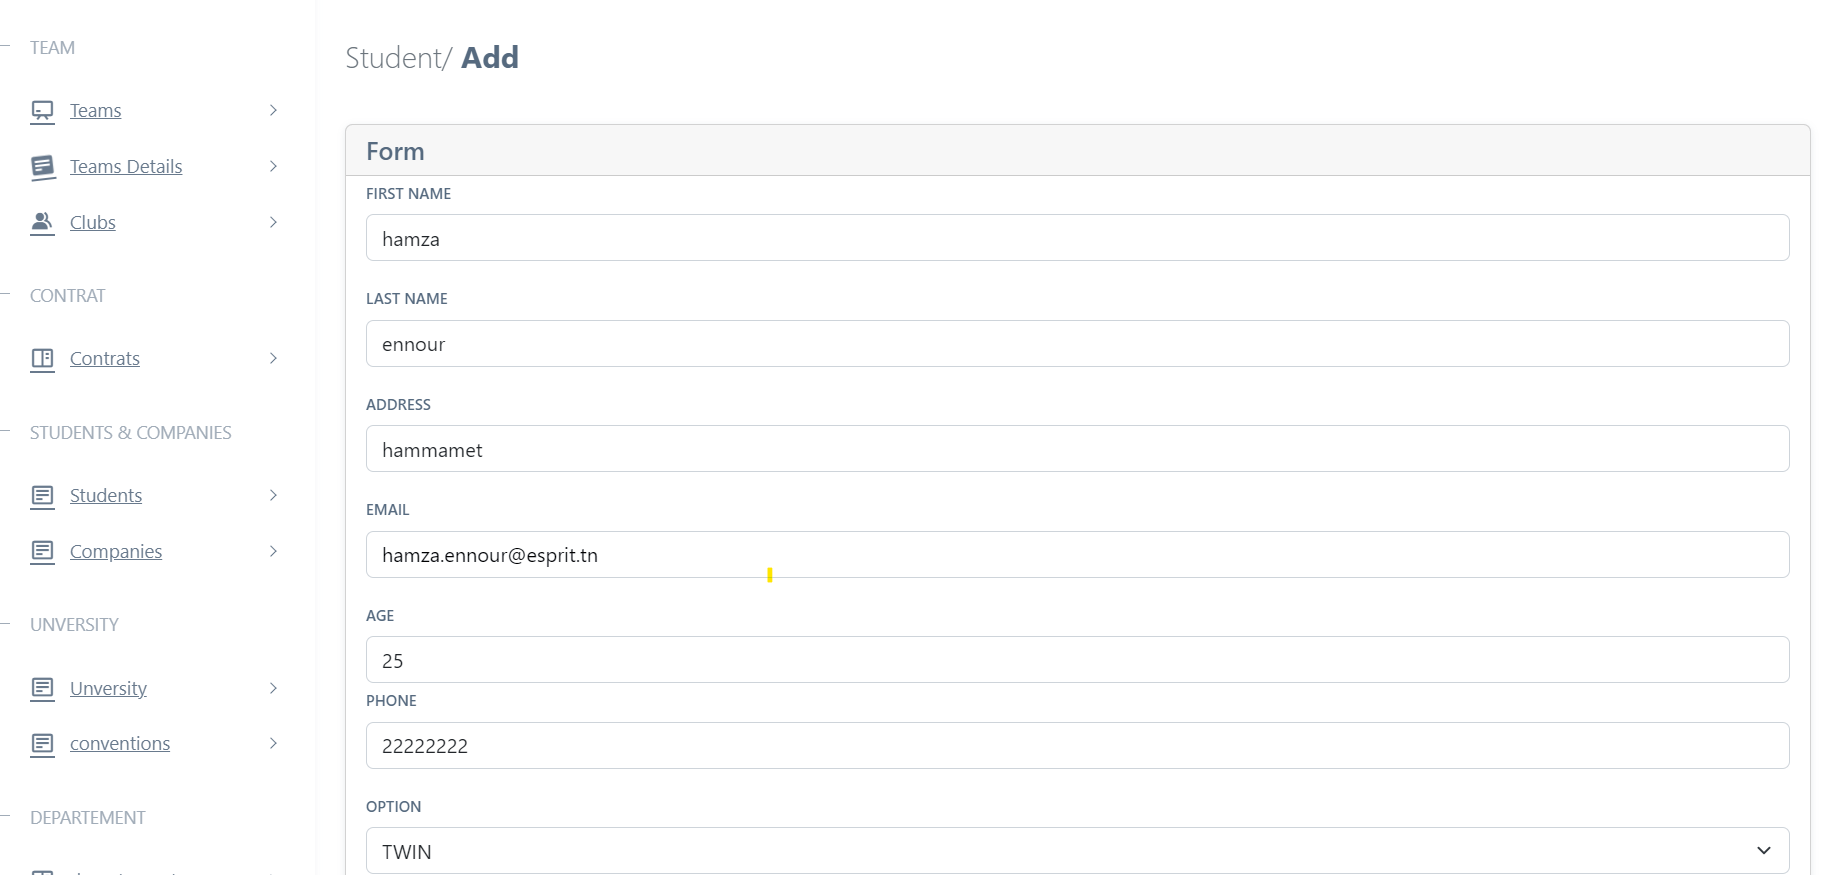 TEAM
Teams
Teams Details
Clubs
CONTRAT
Contrats
STUDENTS & COMPANIES
Students
Companies
UNVERSITY
Unversity
conventions
DEPARTEMENT
Student/ Add
Form
FIRST NAME
hamza
LAST NAME
ennour
ADDRESS
hammamet
EMAIL
hamza.ennour@esprit.tn
AGE
25
PHONE
22222222
OPTION
TWIN